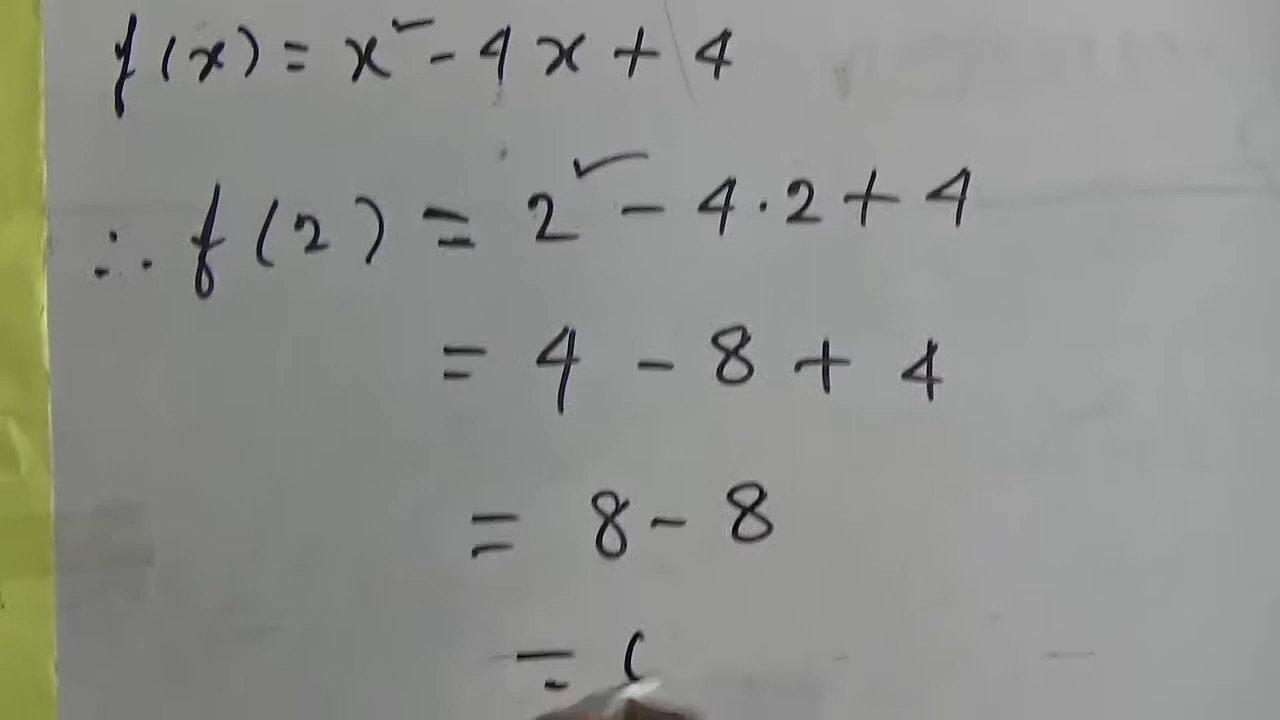 f(x) = x² - 4x + 4
∴ f(2) = 2² - 4·2 + 4
= 4 - 8 + 4
= 8 - 8
=